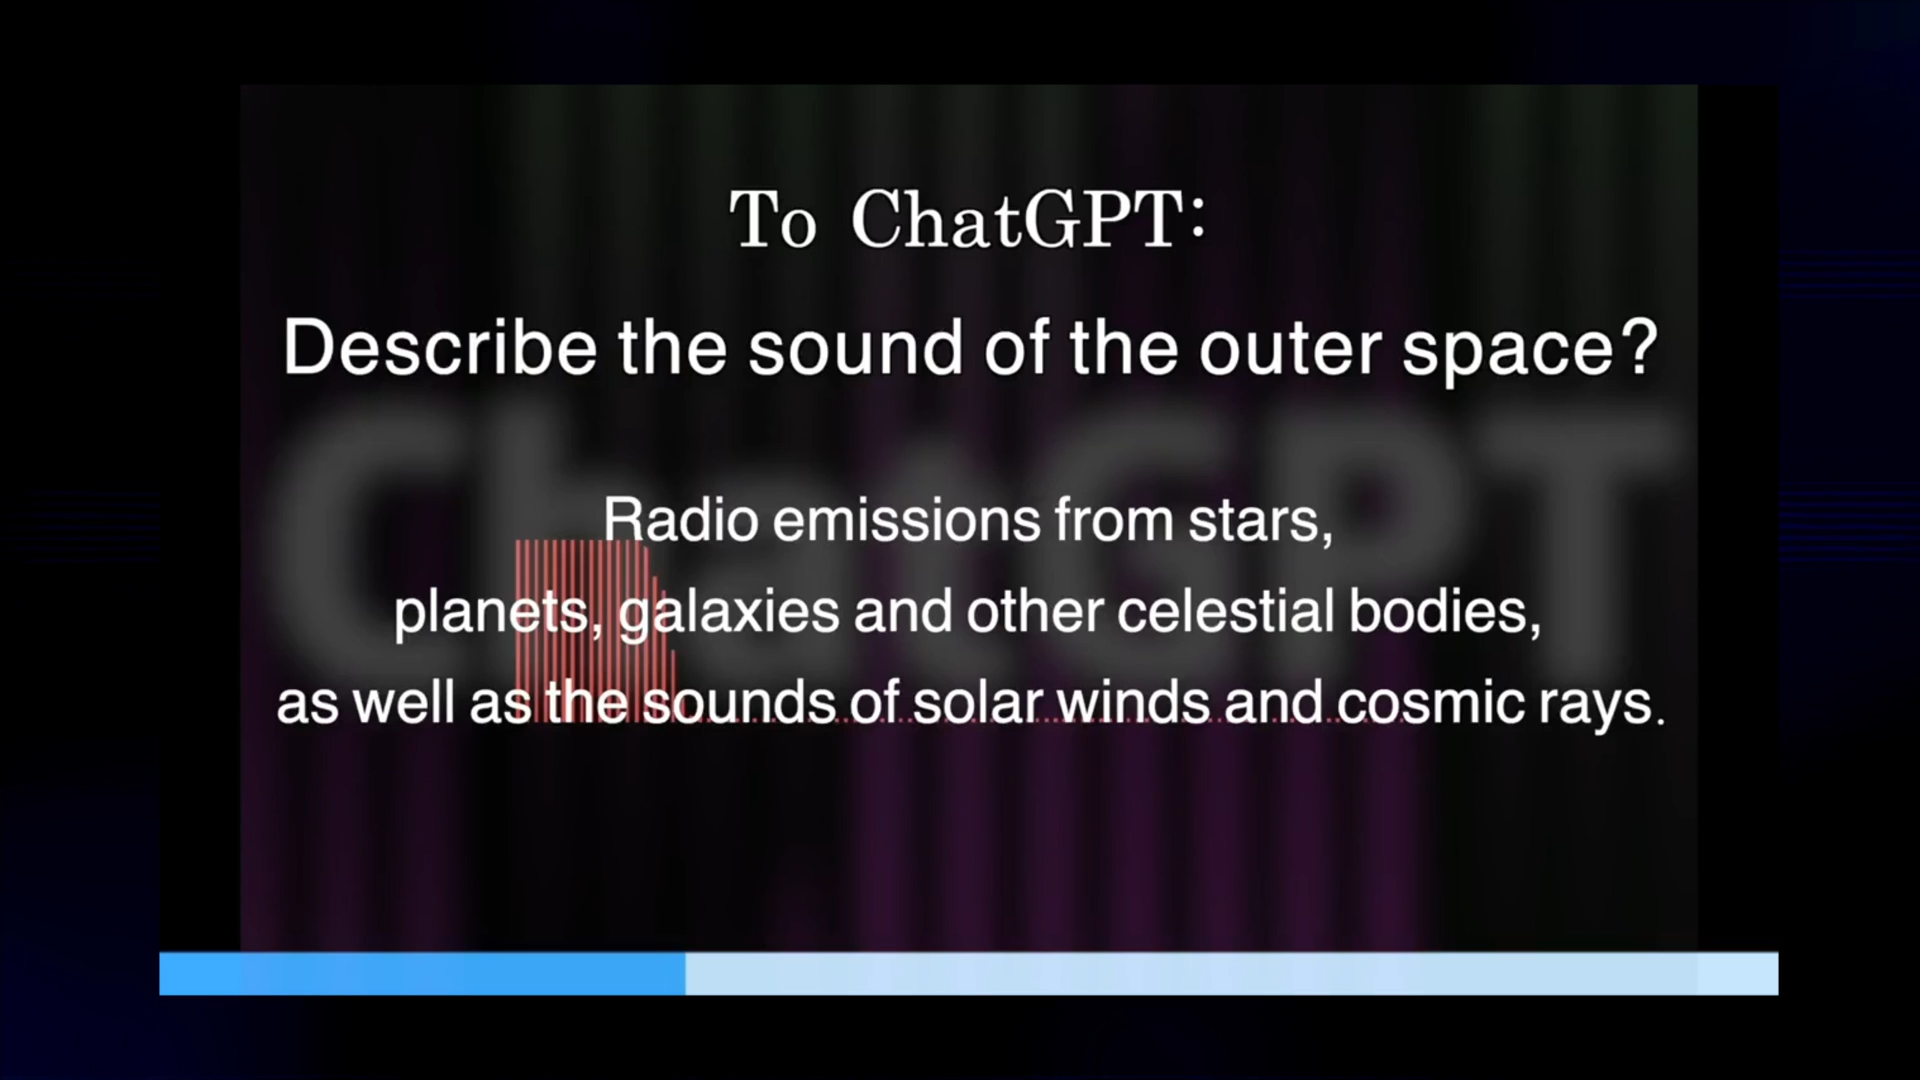 To ChatGPT:
Describe the sound of the outer space?
ChatGPT
Radio emissions from stars,
planets, galaxies and other celestial bodies,
as well as the sounds of solar winds and cosmic rays.